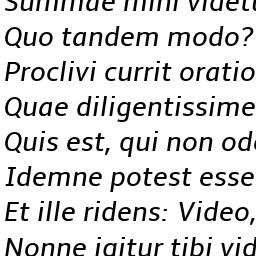 Summae mihi videt
Quo tandem modo?
Proclivi currit oratio
Quae diligentissime
Quis est, qui non od
Idemne potest esse
Et ille ridens: Video,
Nonne igitur tibi vid